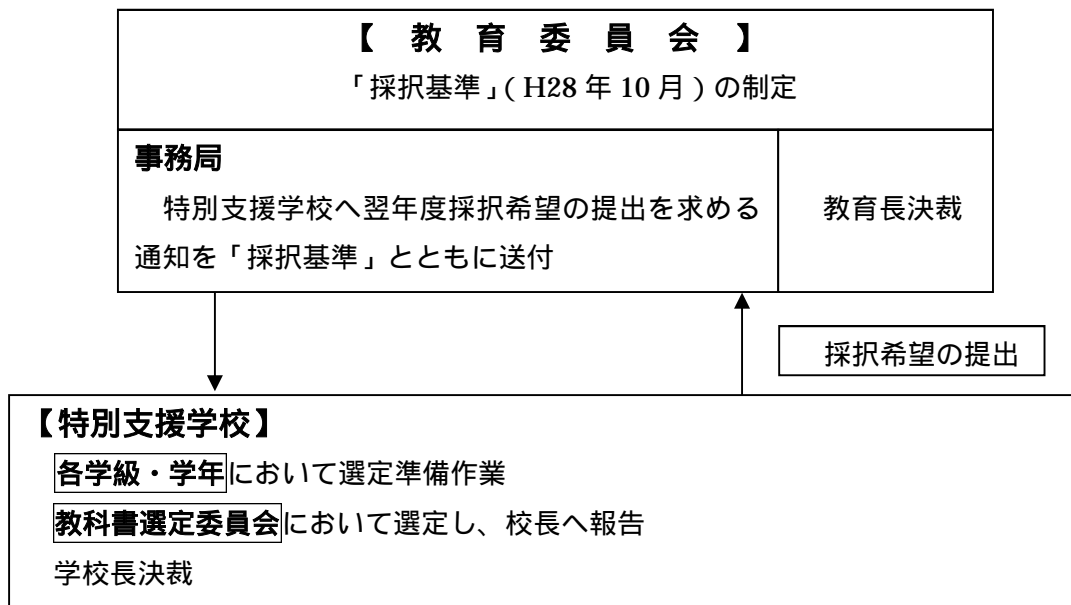 【 教 育 委 員 会 】
「採択基準」( H28 年 10 月 ) の制定
事務局
特別支援学校へ翌年度採択希望の提出を求める
通知を「採択基準」とともに送付
教育長決裁
採択希望の提出
【特別支援学校】
各学級・学年において選定準備作業
教科書選定委員会において選定し、校長へ報告
学校長決裁